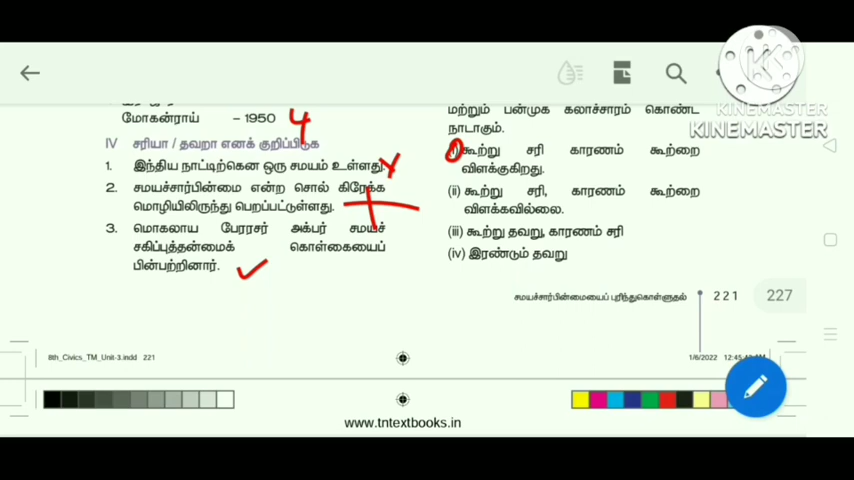 KINEMASTER
KINEMASTER
மோகன்ராய் – 1950
4
IV சரியா / தவறா எனக் குறிப்பிடுக
1. இந்திய நாட்டிற்கென ஒரு சமயம் உள்ளது.
2. சமயச்சார்பின்மை என்ற சொல் கிரேக்க
மொழியிலிருந்து பெறப்பட்டுள்ளது.
3. மொகலாய பேரரசர் அக்பர் சமயச்
சகிப்புத்தன்மைக் கொள்கையைப்
பின்பற்றினார்.
மற்றும் பன்முக கலாச்சாரம் கொண்ட
நாடாகும்.
i) கூற்று சரி காரணம் கூற்றை
விளக்குகிறது.
(ii) கூற்று சரி, காரணம் கூற்றை
விளக்கவில்லை.
(iii) கூற்று தவறு, காரணம் சரி
(iv) இரண்டும் தவறு
சமயச்சார்பின்மையைப் புரிந்துகொள்ளுதல் 221
227
8th_Civics_TM_Unit-3.indd 221
1/6/2022 12:45:
www.tntextbooks.in